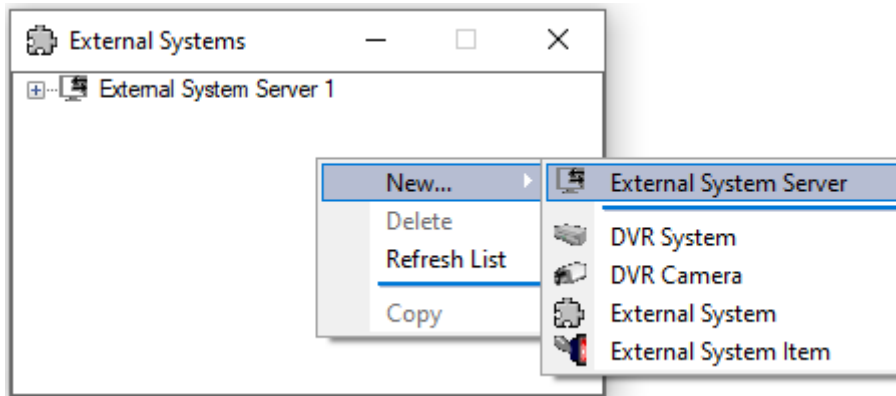 External Systems
External System Server 1
New...
Delete
Refresh List
Copy
External System Server
DVR System
DVR Camera
External System
External System Item